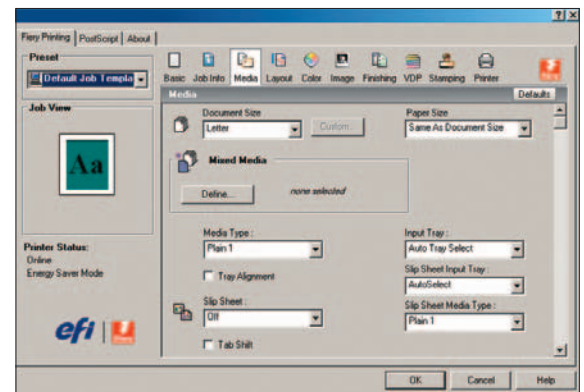 Fiery Printing PostScript About
Preset
Default Job Templa
Basic Job Info Media Layout Color Image Finishing VDP Stamping Printer
Media Defaults
Job View
Aa
Document Size
Letter
Custom...
Paper Size
Same As Document Size
Mixed Media
Define...
none selected
Media Type :
Plain 1
Input Tray :
Auto Tray Select
Tray Alignment
Slip Sheet Input Tray :
AutoSelect
Slip Sheet :
Off
Slip Sheet Media Type :
Plain 1
Tab Shift
Printer Status:
Online
Energy Saver Mode
efi
OK Cancel Help